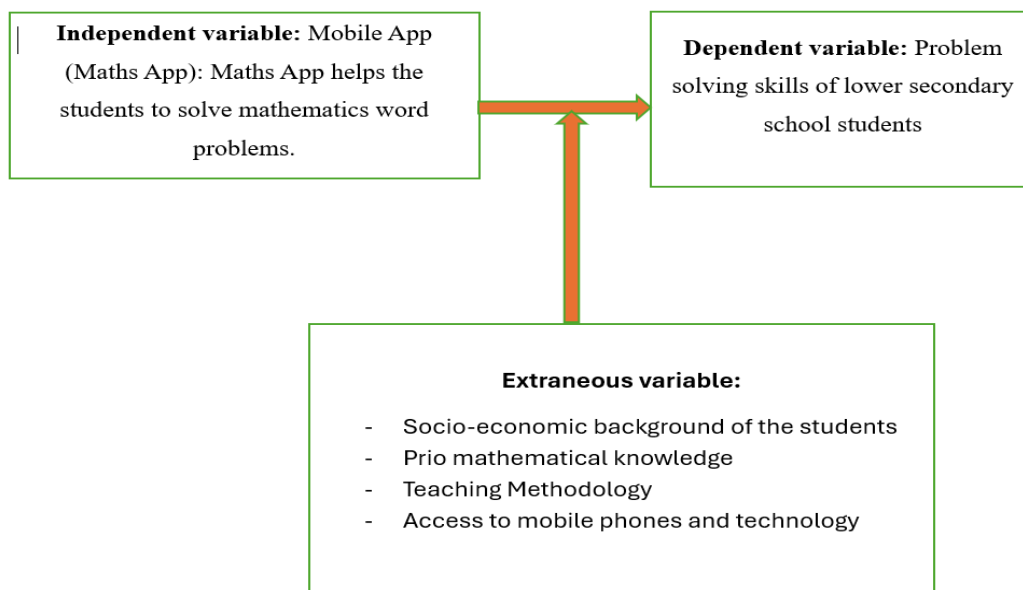 Independent variable: Mobile App
(Maths App): Maths App helps the
students to solve mathematics word
problems.
Dependent variable: Problem
solving skills of lower secondary
school students
Extraneous variable:
- Socio-economic background of the students
- Prio mathematical knowledge
- Teaching Methodology
- Access to mobile phones and technology